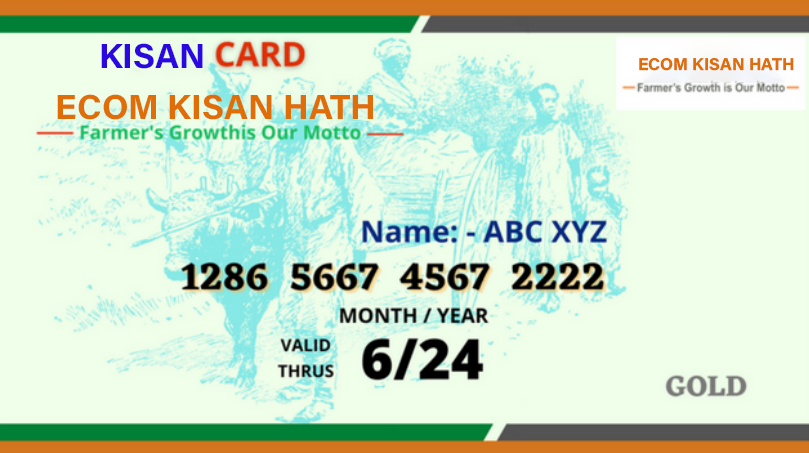 KISAN CARD
ECOM KISAN HATH
Farmer's Growthis Our Motto
ECOM KISAN HATH
Farmer's Growth is Our Motto
Name: - ABC XYZ
1286 5667 4567 2222
MONTH / YEAR
VALID
THRUS
6/24
GOLD